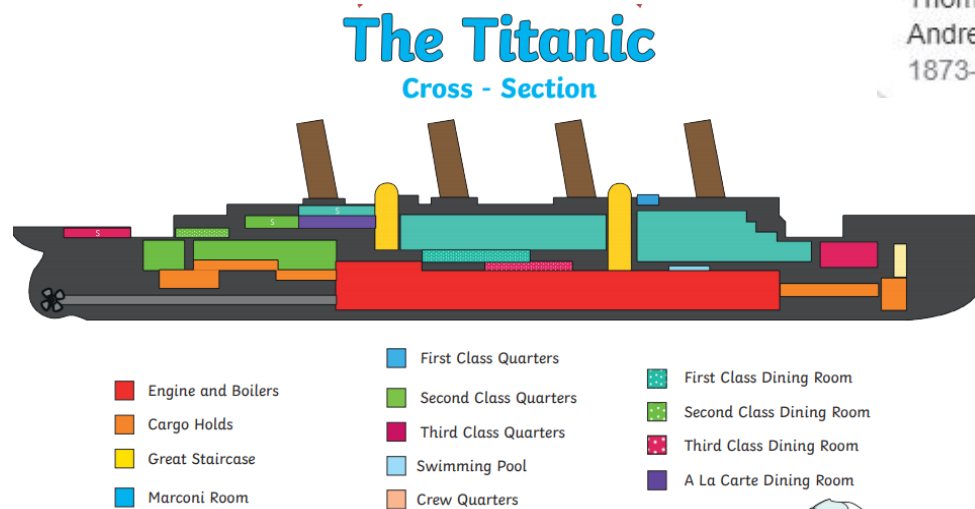 The Titanic
Cross - Section
Andre
1873-
S
S
S
Engine and Boilers
Cargo Holds
Great Staircase
Marconi Room
First Class Quarters
Second Class Quarters
Third Class Quarters
Swimming Pool
Crew Quarters
First Class Dining Room
Second Class Dining Room
Third Class Dining Room
A La Carte Dining Room